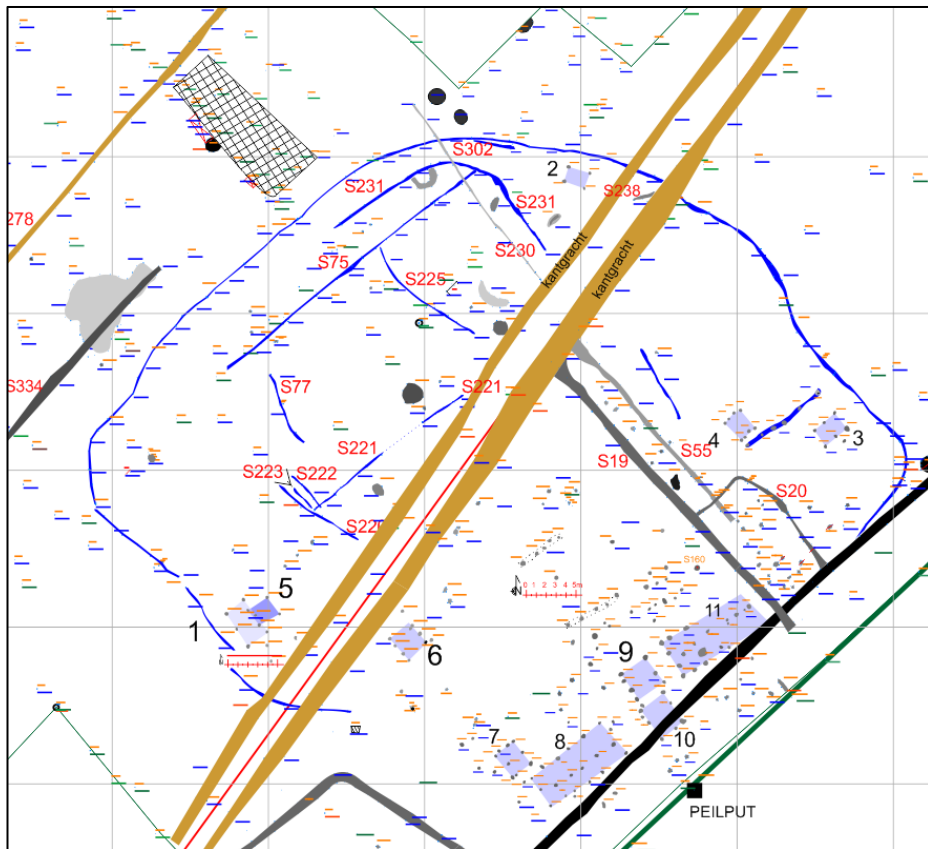 S302
2
S231
S238
S231
278
S230
kantgracht
S75
kantgracht
S225
S334
S77
S221
4
3
S221
S55
S19
S223
S222
S20
S160
N
0 1 2 3 4 5m
5
11
1
6
9
10
7
8
PEILPUT